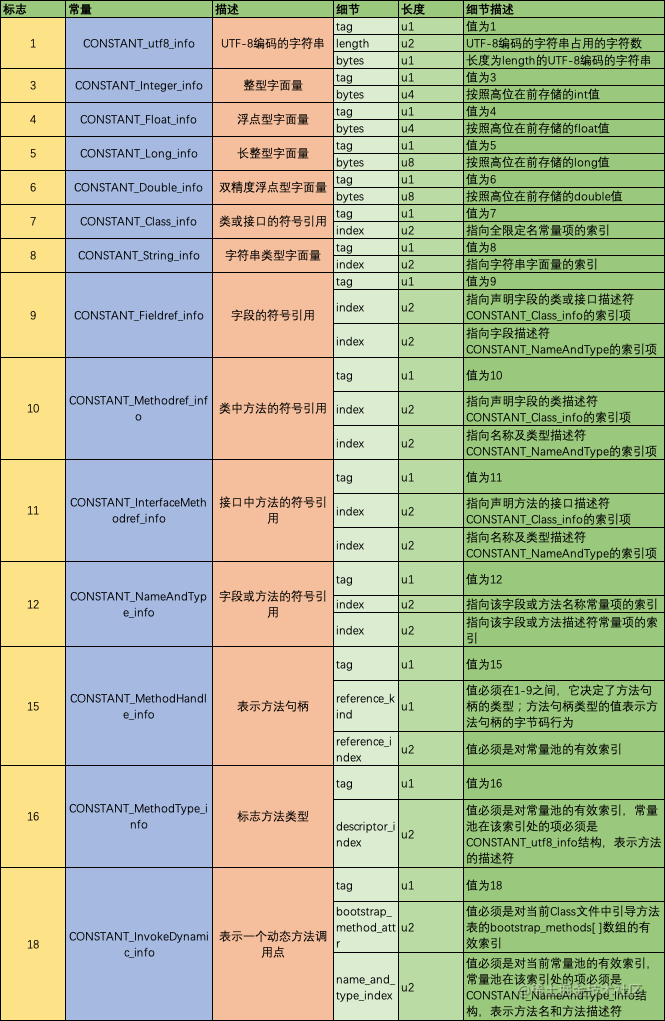 标志 常量 描述 细节 长度 细节描述
1 CONSTANT_utf8_info UTF-8编码的字符串
tag u1 值为1
length u2 UTF-8编码的字符串占用的字符数
bytes u1 长度为length的UTF-8编码的字符串
3 CONSTANT_Integer_info 整型字面量
tag u1 值为3
bytes u4 按照高位在前存储的int值
4 CONSTANT_Float_info 浮点型字面量
tag u1 值为4
bytes u4 按照高位在前存储的float值
5 CONSTANT_Long_info 长整型字面量
tag u1 值为5
bytes u8 按照高位在前存储的long值
6 CONSTANT_Double_info 双精度浮点型字面量
tag u1 值为6
bytes u8 按照高位在前存储的double值
7 CONSTANT_Class_info 类或接口的符号引用
tag u1 值为7
index u2 指向全限定名常量项的索引
8 CONSTANT_String_info 字符串类型字面量
tag u1 值为8
index u2 指向字符串字面量的索引
9 CONSTANT_Fieldref_info 字段的符号引用
tag u1 值为9
index u2 指向声明字段的类或接口描述符
CONSTANT_Class_info的索引项
index u2 指向字段描述符
CONSTANT_NameAndType的索引项
10 CONSTANT_Methodref_inf
o
类中方法的符号引用
tag u1 值为10
index u2 指向声明字段的类描述符
CONSTANT_Class_info的索引项
index u2 指向名称及类型描述符
CONSTANT_NameAndType的索引项
11 CONSTANT_InterfaceMeth
odref_info
接口中方法的符号引
用
tag u1 值为11
index u2 指向声明方法的接口描述符
CONSTANT_Class_info的索引项
index u2 指向名称及类型描述符
CONSTANT_NameAndType的索引项
12 CONSTANT_NameAndTyp
e_info
字段或方法的符号引
用
tag u1 值为12
index u2 指向该字段或方法名称常量项的索引
index u2 指向该字段或方法描述符常量项的索
引
15 CONSTANT_MethodHandl
e_info
表示方法句柄
tag u1 值为15
reference_k
ind
u1 值必须在1-9之间，它决定了方法句
柄的类型；方法句柄类型的值表示方
法句柄的字节码行为
reference_i
ndex
u2 值必须是对常量池的有效索引
16 CONSTANT_MethodType_i
nfo
标志方法类型
tag u1 值为16
descriptor_i
ndex
u2 值必须是对常量池的有效索引，常量
池在该索引处的项必须是
CONSTANT_utf8_info结构，表示方法
的描述符
18 CONSTANT_InvokeDynami
c_info
表示一个动态方法调
用点
tag u1 值为18
bootstrap_
method_att
r
u2 值必须是对当前Class文件中引导方法
表的bootstrap_methods[ ]数组的有
效索引
name_and_
type_index
u2 值必须是对当前常量池的有效索引，
常量池在该索引处的项必须是
CONSTANT_NameAndType_info结
构，表示方法名和方法描述符
@稀土掘金技术社区